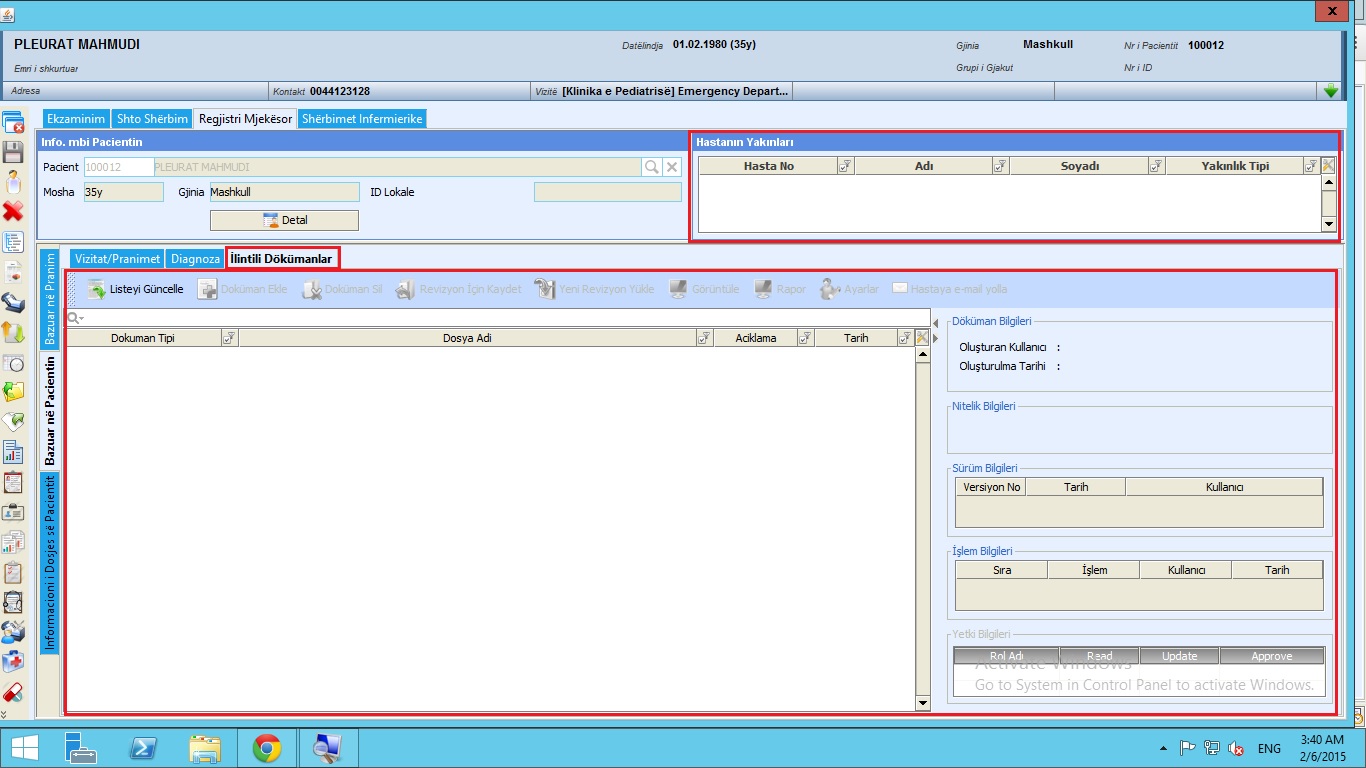 x
PLEURAT MAHMUDI Datëlindja 01.02.1980 (35y) Gjinia Mashkull Nr i Pacientit 100012
Emri i shkurtuar Grupi i Gjakut Nr i ID
Adresa Kontakt 0044123128 Vizitë [Klinika e Pediatrisë] Emergency Depart...
Ekzaminim Shto Shërbim Regjistri Mjekësor Shërbimet Infermierike
Info. mbi Pacientin
Pacient 100012 PLEURAT MAHMUDI
Mosha 35y Gjinia Mashkull ID Lokale
Detal
Hastanın Yakınları
Hasta No Adı Soyadı Yakınlık Tipi
Bazuar në Pranim
Bazuar në Pacientin
Informacioni i Dosjes së Pacientit
Vizitat/Pranimet Diagnoza İlintili Dökümanlar
Listeyi Güncelle Doküman Ekle Doküman Sil Revizyon İçin Kaydet Yeni Revizyon Yükle Görüntüle Rapor Ayarlar Hastaya e-mail yolla
Dokuman Tipi Dosya Adi Aciklama Tarih
Döküman Bilgileri
Oluşturan Kullanıcı :
Oluşturulma Tarihi :
Nitelik Bilgileri
Sürüm Bilgileri
Versiyon No Tarih Kullanıcı
İşlem Bilgileri
Sıra İşlem Kullanıcı Tarih
Yetki Bilgileri
Rol Adı Read Update Approve
Activate Windows
Go to System in Control Panel to activate Windows.
ENG
3:40 AM
2/6/2015